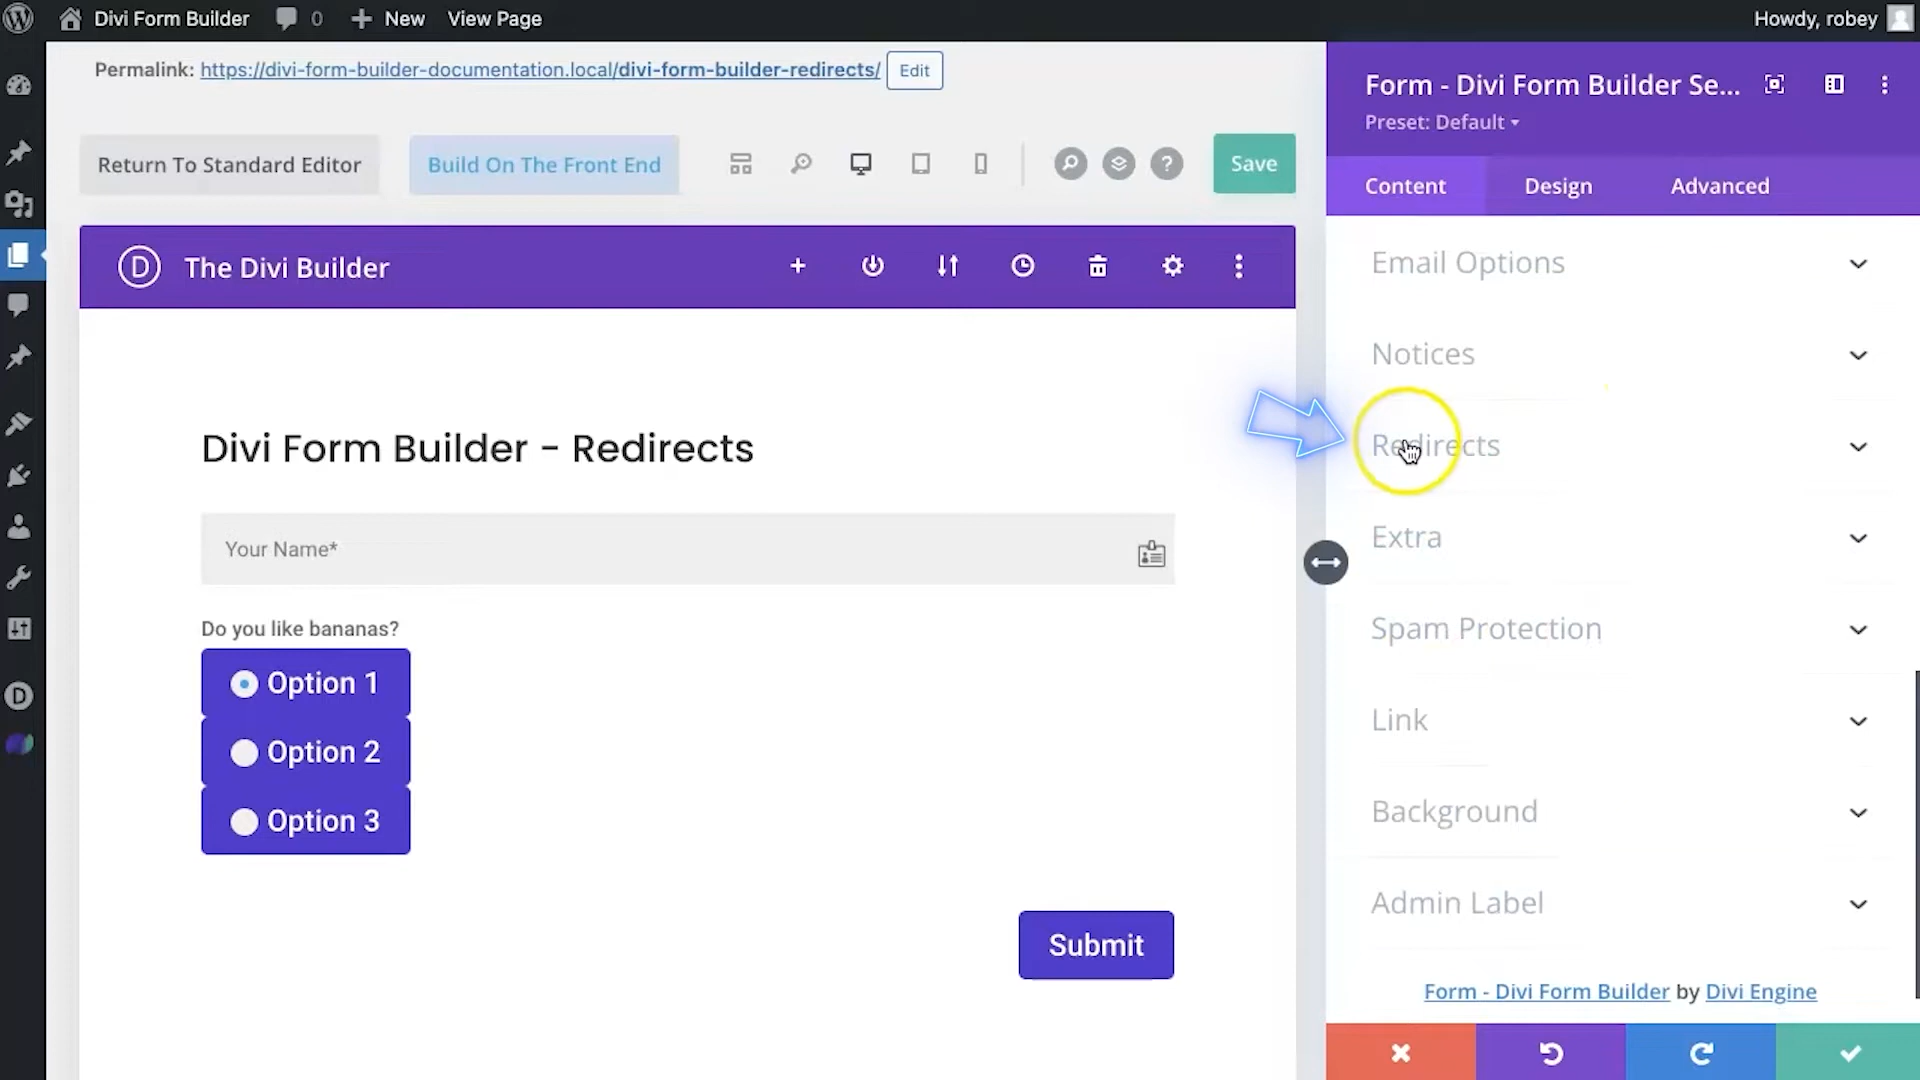 Divi Form Builder 0 New View Page Howdy, robey
Permalink: https://divi-form-builder-documentation.local/divi-form-builder-redirects/ Edit
Return To Standard Editor Build On The Front End ? Save
D The Divi Builder
Divi Form Builder - Redirects
Your Name*
Do you like bananas?
Option 1
Option 2
Option 3
Submit
Form - Divi Form Builder Se...
Preset: Default
Content Design Advanced
Email Options
Notices
Redirects
Extra
Spam Protection
Link
Background
Admin Label
Form - Divi Form Builder by Divi Engine